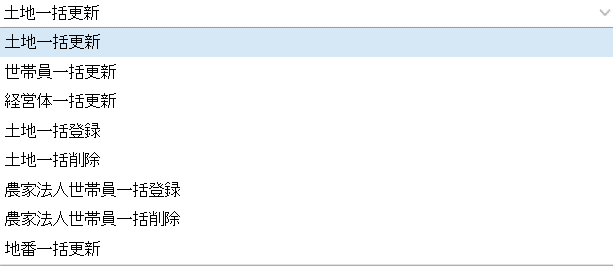 土地一括更新
土地一括更新
世帯員一括更新
経営体一括更新
土地一括登録
土地一括削除
農家法人世帯員一括登録
農家法人世帯員一括削除
地番一括更新